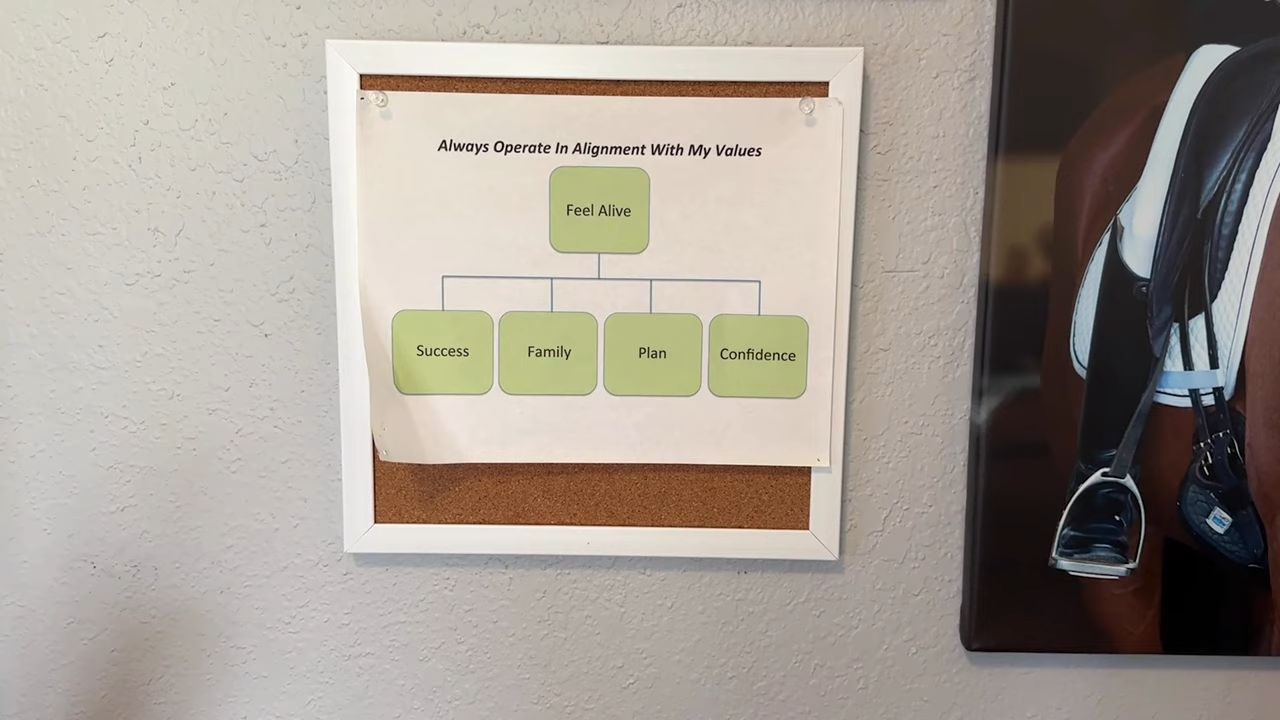 Always Operate In Alignment With My Values
Feel Alive
Success
Family
Plan
Confidence